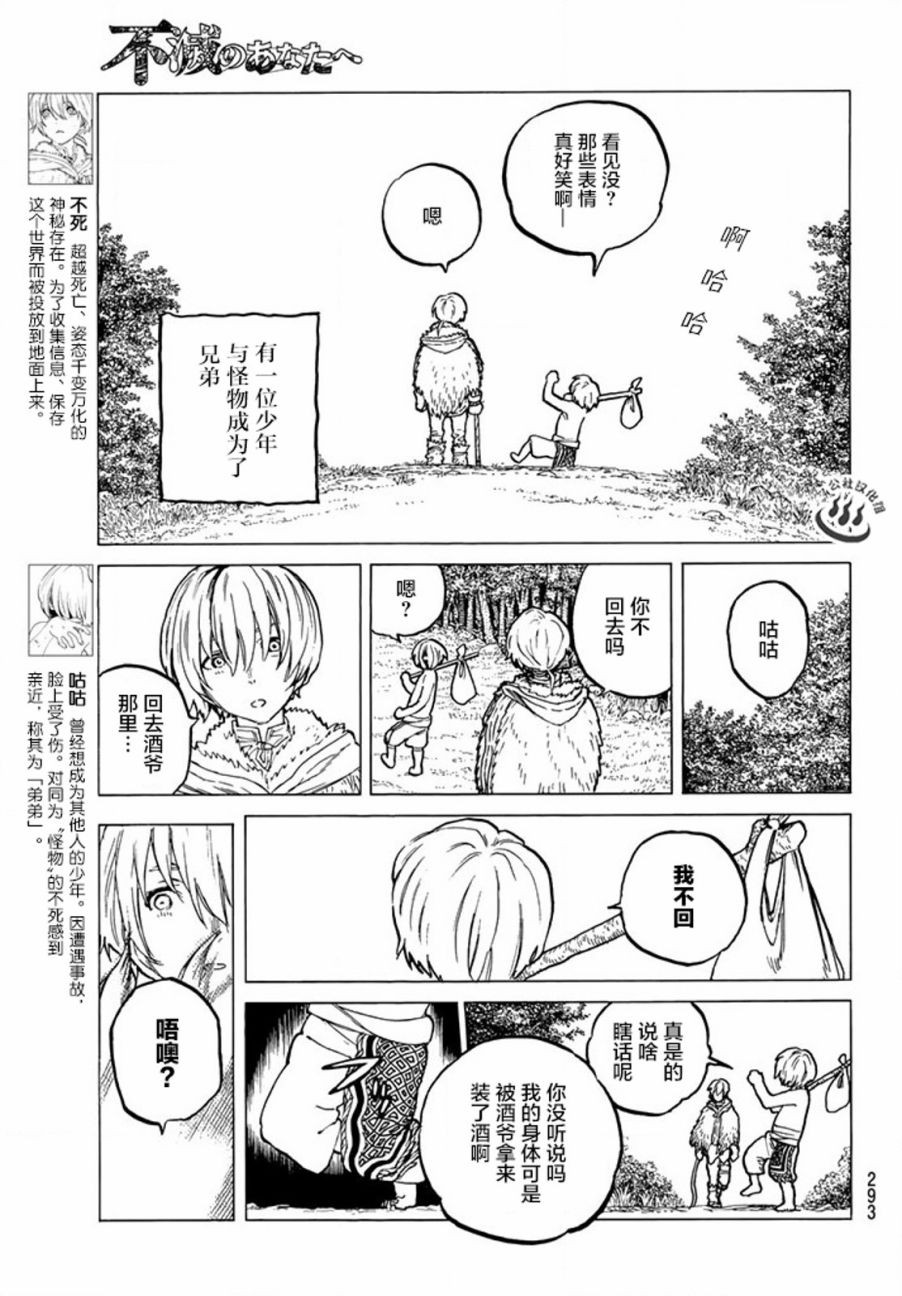 不滅のあなたへ
看见没?
那些表情
真好笑啊—
嗯
啊
哈
哈
哈
有一位少年
与怪物成为了
兄弟
公社汉化组
不死 超越死亡、姿态千变万化的
神秘存在。为了收集信息、保存
这个世界而被投放到地面上来。
咕咕
你不
回去吗
嗯?
回去酒爷
那里…
咕咕 曾经想成为其他人的少年。因遭遇事故，
脸上受了伤。对同为“怪物”的不死感到
亲近，称其为「弟弟」。
我
不
回
唔噢?
真是的
说啥
瞎话呢
你没听说吗
我的身体可是
被酒爷拿来
装了酒啊
293